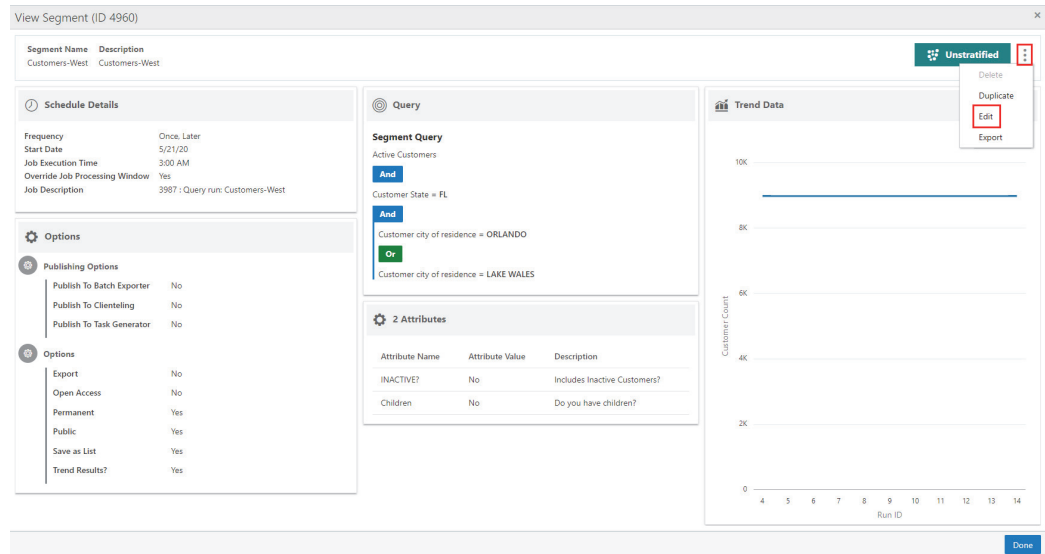 View Segment (ID 4960)
×
Segment Name Description
Customers-West Customers-West
Unstratified
Delete
Duplicate
Edit
Export
Schedule Details
Frequency Once, Later
Start Date 5/21/20
Job Execution Time 3:00 AM
Override Job Processing Window Yes
Job Description 3987 : Query run: Customers-West
Options
Publishing Options
Publish To Batch Exporter No
Publish To Clienteling No
Publish To Task Generator No
Options
Export No
Open Access No
Permanent Yes
Public Yes
Save as List Yes
Trend Results? Yes
Query
Segment Query
Active Customers
And
Customer State = FL
And
Customer city of residence = ORLANDO
Or
Customer city of residence = LAKE WALES
2 Attributes
Attribute Name Attribute Value Description
INACTIVE? No Includes Inactive Customers?
Children No Do you have children?
Trend Data
10K
8K
6K
4K
2K
0
Customer Count
4 5 6 7 8 9 10 11 12 13 14
Run ID
Done